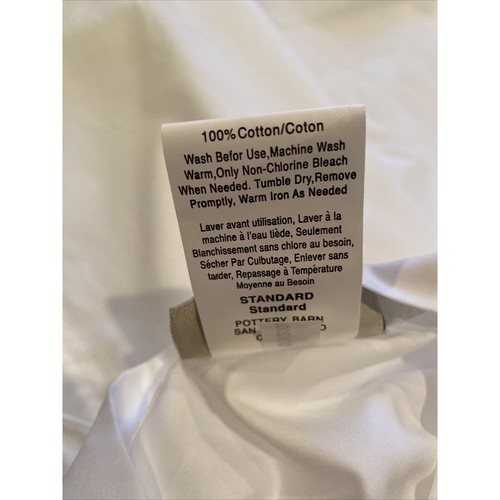 100% Cotton/Coton
Wash Befor Use,Machine Wash
Warm,Only Non-Chlorine Bleach
When Needed. Tumble Dry,Remove
Promptly, Warm Iron As Needed
Laver avant utilisation, Laver à la
machine à l'eau tiède, Seulement
Blanchissement sans chlore au besoin,
Sécher Par Culbutage, Enlever sans
tarder, Repassage à Température
Moyenne au Besoin
STANDARD
Standard
POTTERY BARN
SAN